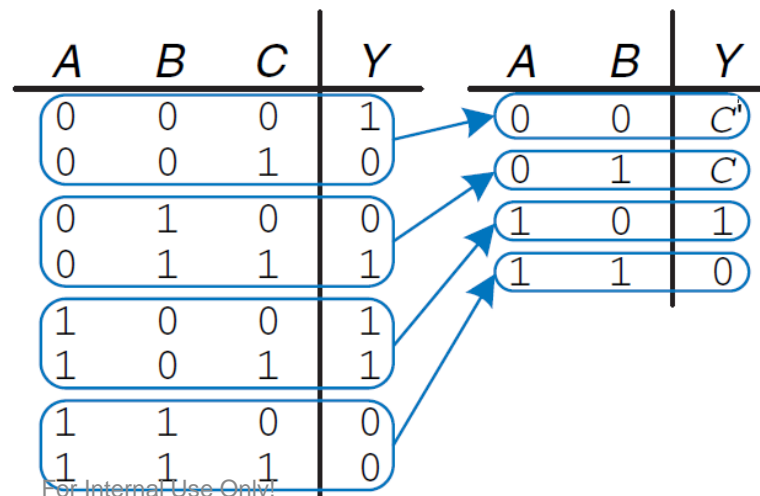 A B C Y
0 0 0 1
0 0 1 0
0 1 0 0
0 1 1 1
1 0 0 1
1 0 1 1
1 1 0 0
1 1 1 0
For Internal Use Only!
A B Y
0 0 C'
0 1 C
1 0 1
1 1 0